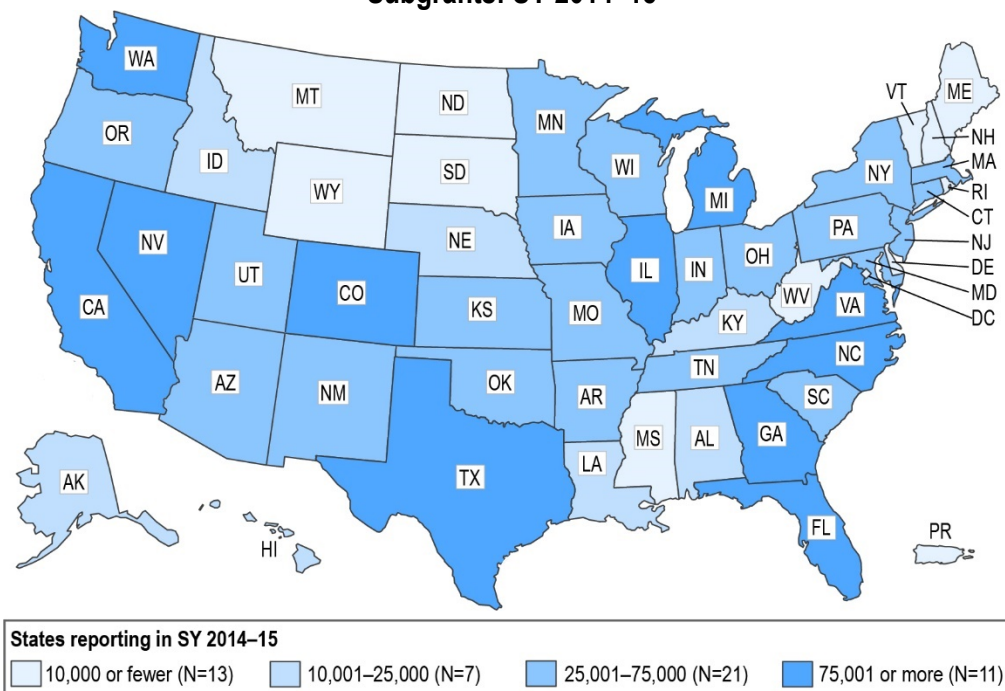 Subgrants: SY 2014–15
WA
MT
ND
MN
VT
ME
OR
ID
WY
SD
WI
MI
NY
NH
MA
RI
CT
NJ
DE
MD
DC
NV
UT
CO
NE
IA
IL
IN
OH
PA
WV
VA
CA
KS
MO
KY
NC
AZ
NM
OK
AR
TN
SC
MS
AL
GA
LA
TX
FL
AK
HI
PR
States reporting in SY 2014–15
10,000 or fewer (N=13) 10,001–25,000 (N=7) 25,001–75,000 (N=21) 75,001 or more (N=11)